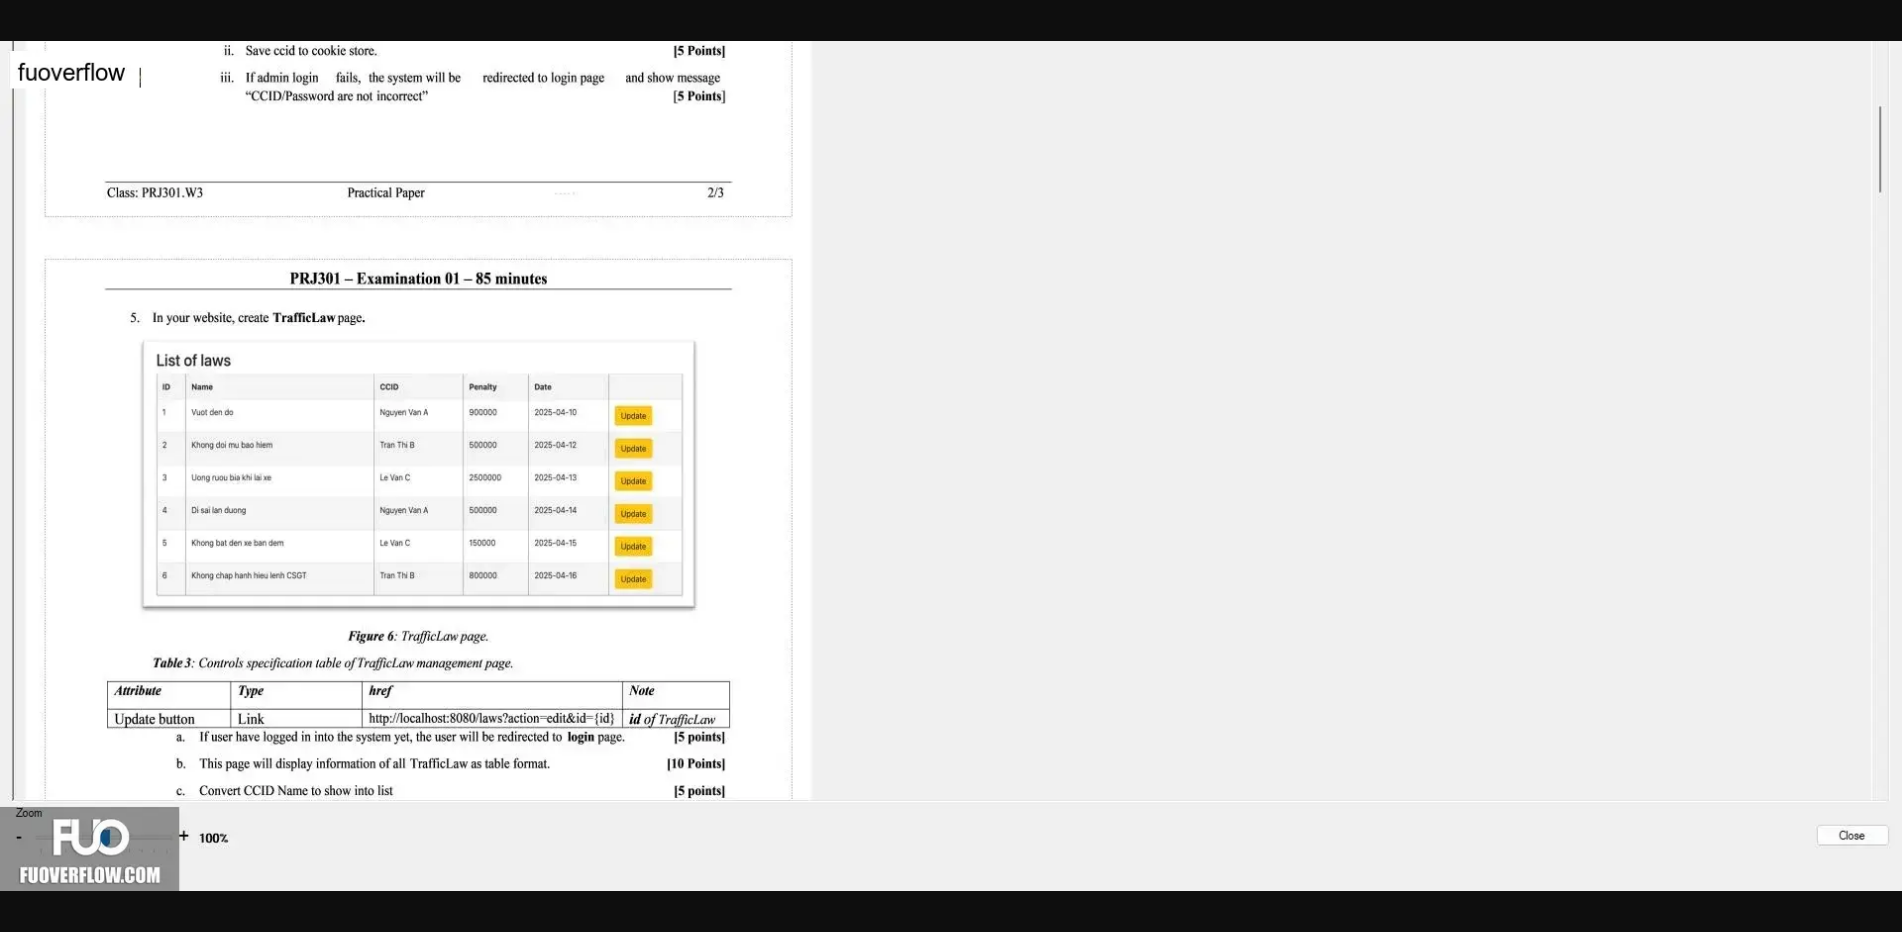 ii. Save ccid to cookie store. [5 Points]
fuoverflow
iii. If admin login fails, the system will be redirected to login page and show message
“CCID/Password are not incorrect” [5 Points]
Class: PRJ301.W3 Practical Paper 2/3
PRJ301 – Examination 01 – 85 minutes
5. In your website, create TrafficLaw page.
List of laws
ID Name CCID Penalty Date
1 Vuot den do Nguyen Van A 900000 2025-04-10 Update
2 Khong doi mu bao hiem Tran Thi B 500000 2025-04-12 Update
3 Uong ruou bia khi lai xe Le Van C 2500000 2025-04-13 Update
4 Di sai lan duong Nguyen Van A 500000 2025-04-14 Update
5 Khong bat den xe ban dem Le Van C 150000 2025-04-15 Update
6 Khong chap hanh hieu lenh CSGT Tran Thi B 800000 2025-04-16 Update
Figure 6: TrafficLaw page.
Table 3: Controls specification table of TrafficLaw management page.
Attribute Type href Note
Update button Link http://localhost:8080/laws?action=edit&id={id} id of TrafficLaw
a. If user have logged in into the system yet, the user will be redirected to login page. [5 points]
b. This page will display information of all TrafficLaw as table format. [10 Points]
c. Convert CCID Name to show into list [5 points]
Zoom
- + 100%
Close
FUO
FUOVERFLOW.COM